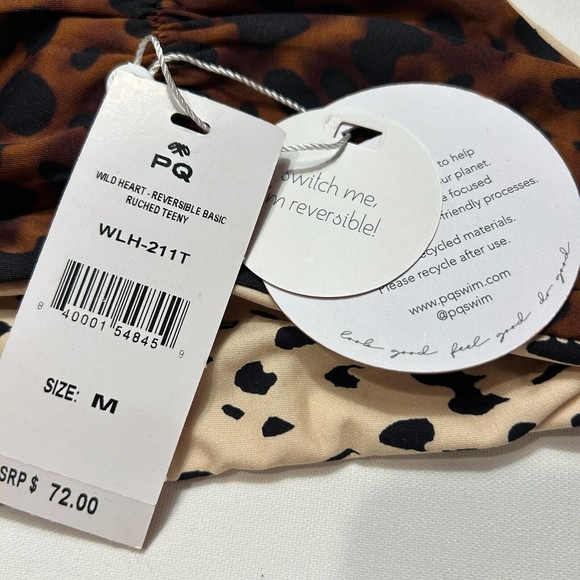 PQ
WILD HEART - REVERSIBLE BASIC
RUCHED TEENY
WLH-211T
8 40001 54845 9
SIZE: M
SRP $ 72.00
switch me,
I'm reversible!
to help
ur planet.
focused
friendly processes.
recycled materials.
Please recycle after use.
www.pqswim.com
@pqswim
look good feel good do good